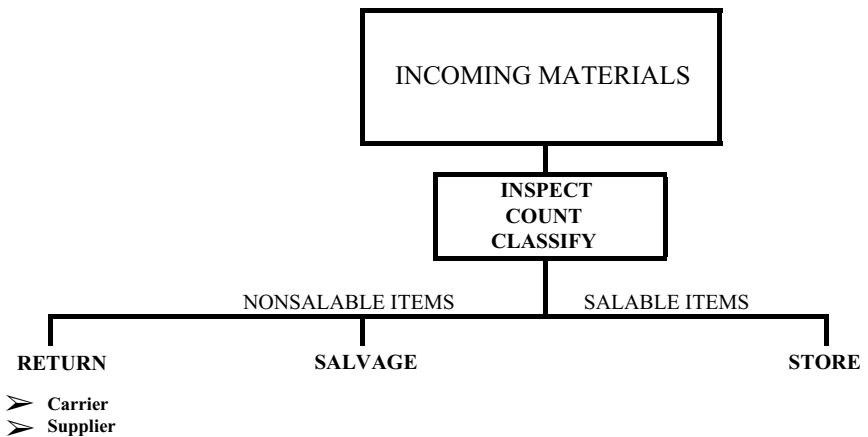 INCOMING MATERIALS
INSPECT
COUNT
CLASSIFY
NONSALABLE ITEMS SALABLE ITEMS
RETURN SALVAGE STORE
Carrier
Supplier